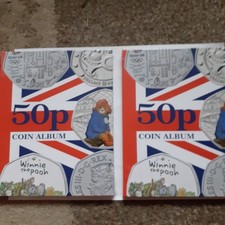 50p
COIN ALBUM
Winnie
the pooh
50p
COIN ALBUM
Winnie
the pooh